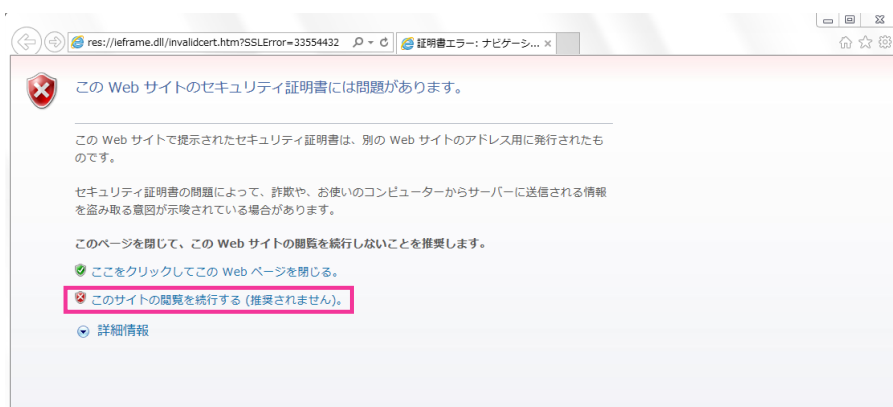 res://ieframe.dll/invalidcert.htm?SSLError=33554432
証明書エラー: ナビゲーシ...
この Web サイトのセキュリティ証明書には問題があります。
この Web サイトで提示されたセキュリティ証明書は、別の Web サイトのアドレス用に発行されたも
のです。
セキュリティ証明書の問題によって、詐欺や、お使いのコンピューターからサーバーに送信される情報
を盗み取る意図が示唆されている場合があります。
このページを閉じて、この Web サイトの閲覧を続行しないことを推奨します。
ここをクリックしてこの Web ページを閉じる。
このサイトの閲覧を続行する (推奨されません)。
詳細情報